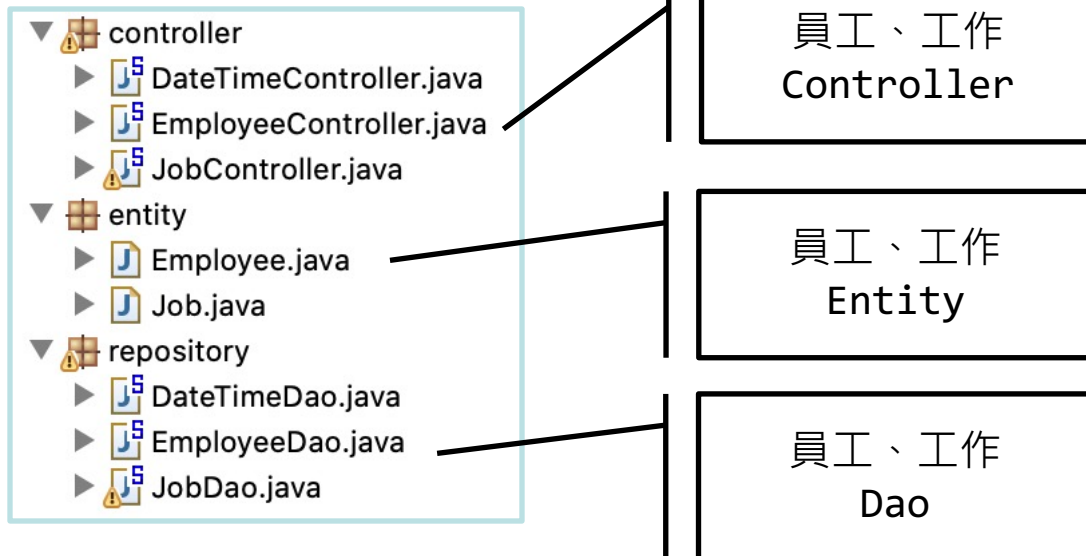 controller
DateTimeController.java
EmployeeController.java
JobController.java
entity
Employee.java
Job.java
repository
DateTimeDao.java
EmployeeDao.java
JobDao.java
員工、工作
Controller
員工、工作
Entity
員工、工作
Dao